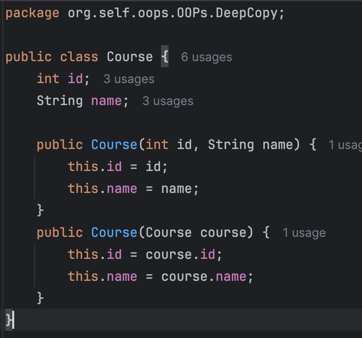 package org.self.oops.OOPs.DeepCopy;
public class Course { 6 usages
int id; 3 usages
String name; 3 usages
public Course(int id, String name) { 1 usag
this.id = id;
this.name = name;
}
public Course(Course course) { 1 usage
this.id = course.id;
this.name = course.name;
}
}